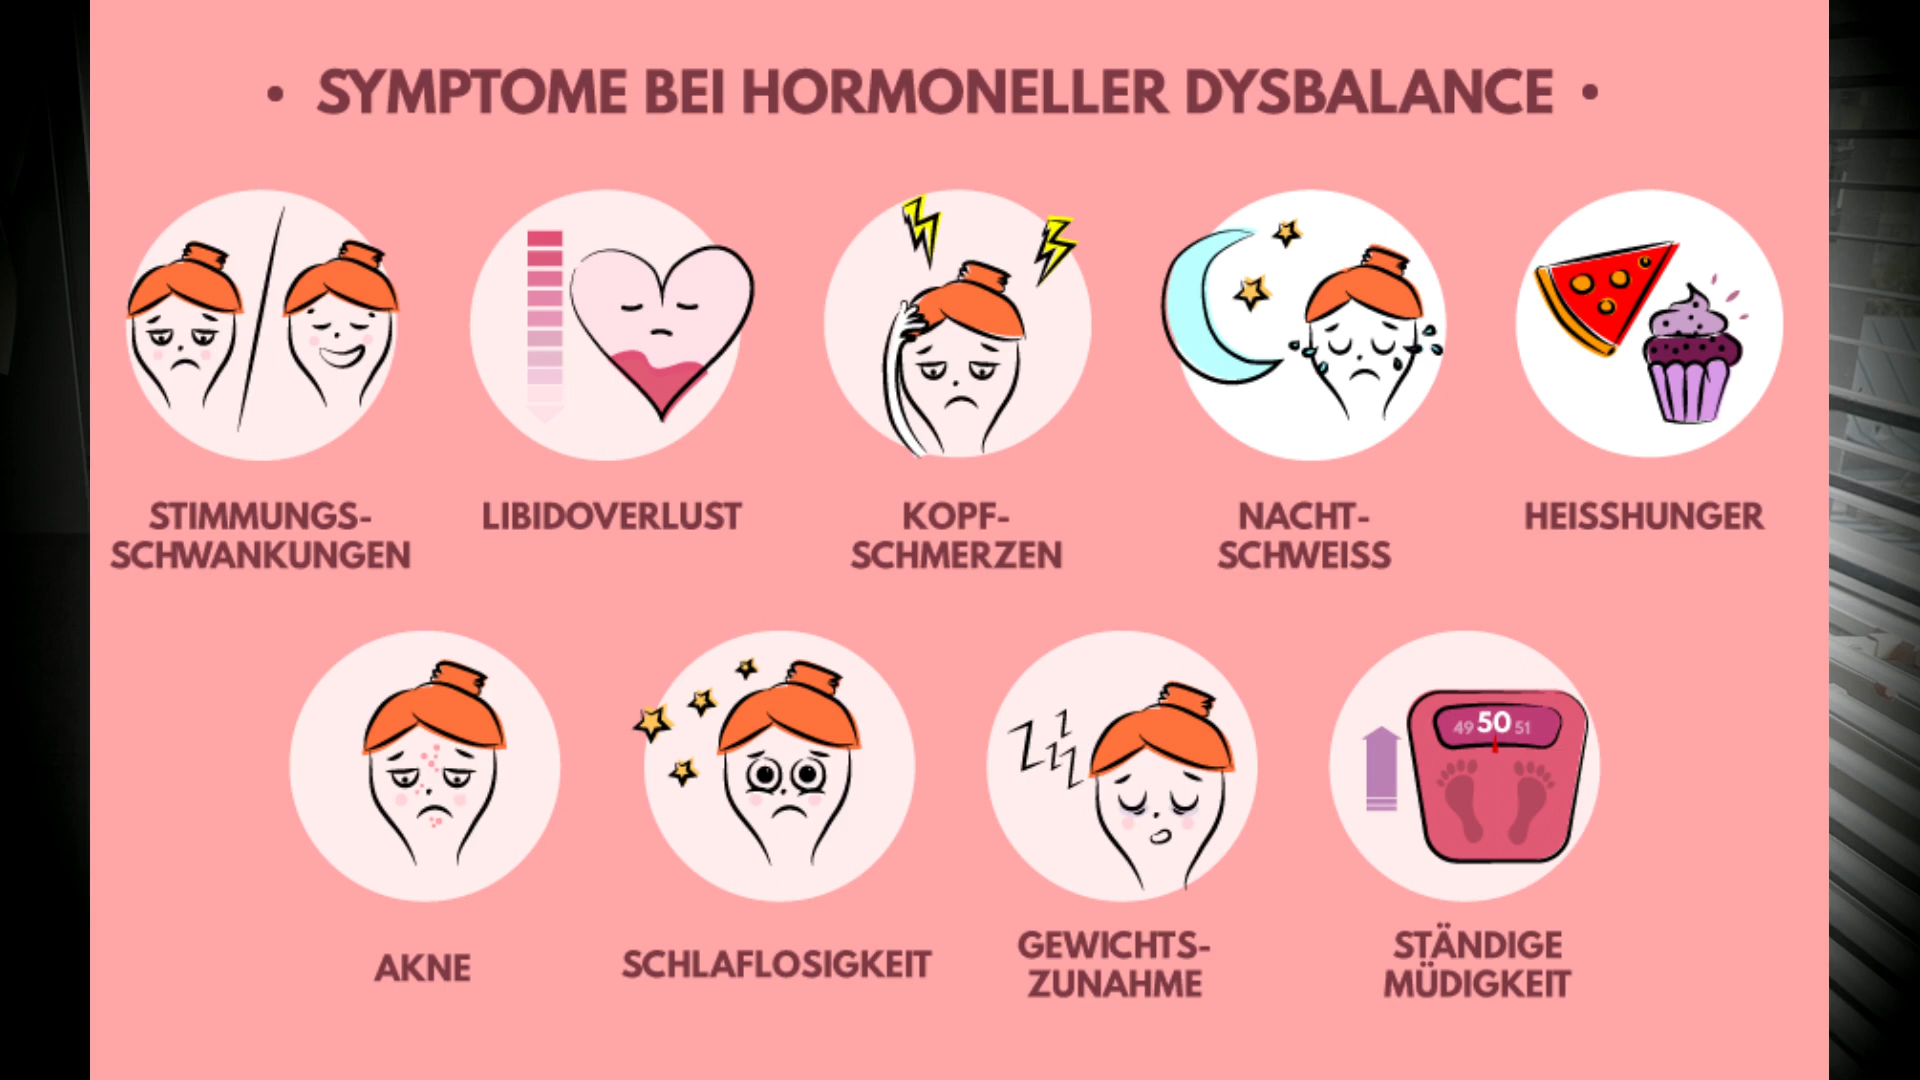 • SYMPTOME BEI HORMONELLER DYSBALANCE •
STIMMUNGS-
SCHWANKUNGEN
LIBIDOVERLUST
KOPF-
SCHMERZEN
NACHT-
SCHWEISS
HEISSHUNGER
49 50 51
AKNE
SCHLAFLOSIGKEIT
GEWICHTS-
ZUNAHME
STÄNDIGE
MÜDIGKEIT